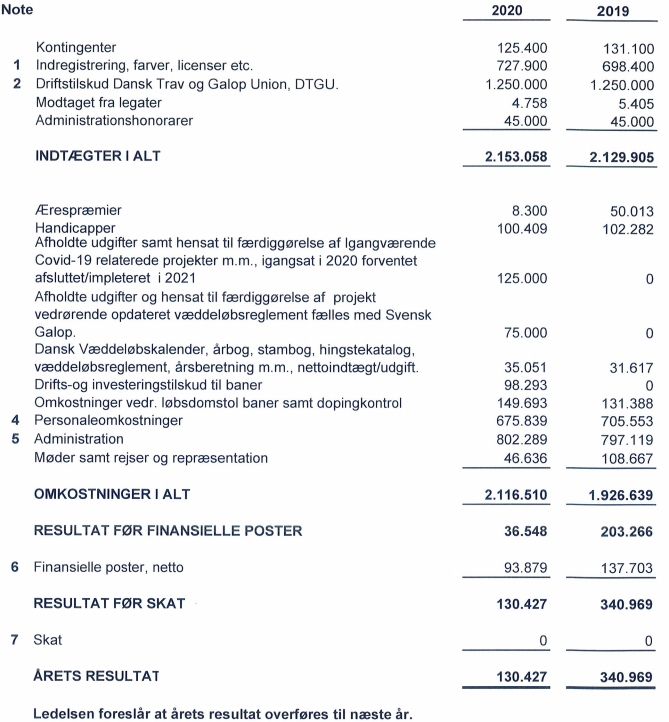 Note 2020 2019
Kontingenter 125.400 131.100
1 Indregistrering, farver, licenser etc. 727.900 698.400
2 Driftstilskud Dansk Trav og Galop Union, DTGU. 1.250.000 1.250.000
Modtaget fra legater 4.758 5.405
Administrationshonorarer 45.000 45.000
INDTÆGTER I ALT 2.153.058 2.129.905
Ærespræmier 8.300 50.013
Handicapper 100.409 102.282
Afholdte udgifter samt hensat til færdiggørelse af Igangværende
Covid-19 relaterede projekter m.m., igangsat i 2020 forventet
afsluttet/impleteret i 2021 125.000 0
Afholdte udgifter og hensat til færdiggørelse af projekt
vedrørende opdateret væddeløbsreglement fælles med Svensk
Galop. 75.000 0
Dansk Væddeløbskalender, årbog, stambog, hingstekatalog,
væddeløbsreglement, årsberetning m.m., nettoindtægt/udgift. 35.051 31.617
Drifts-og investeringstilskud til baner 98.293 0
Omkostninger vedr. løbsdomstol baner samt dopingkontrol 149.693 131.388
4 Personaleomkostninger 675.839 705.553
5 Administration 802.289 797.119
Møder samt rejser og repræsentation 46.636 108.667
OMKOSTNINGER I ALT 2.116.510 1.926.639
RESULTAT FØR FINANSIELLE POSTER 36.548 203.266
6 Finansielle poster, netto 93.879 137.703
RESULTAT FØR SKAT 130.427 340.969
7 Skat 0 0
ÅRETS RESULTAT 130.427 340.969
Ledelsen foreslår at årets resultat overføres til næste år.